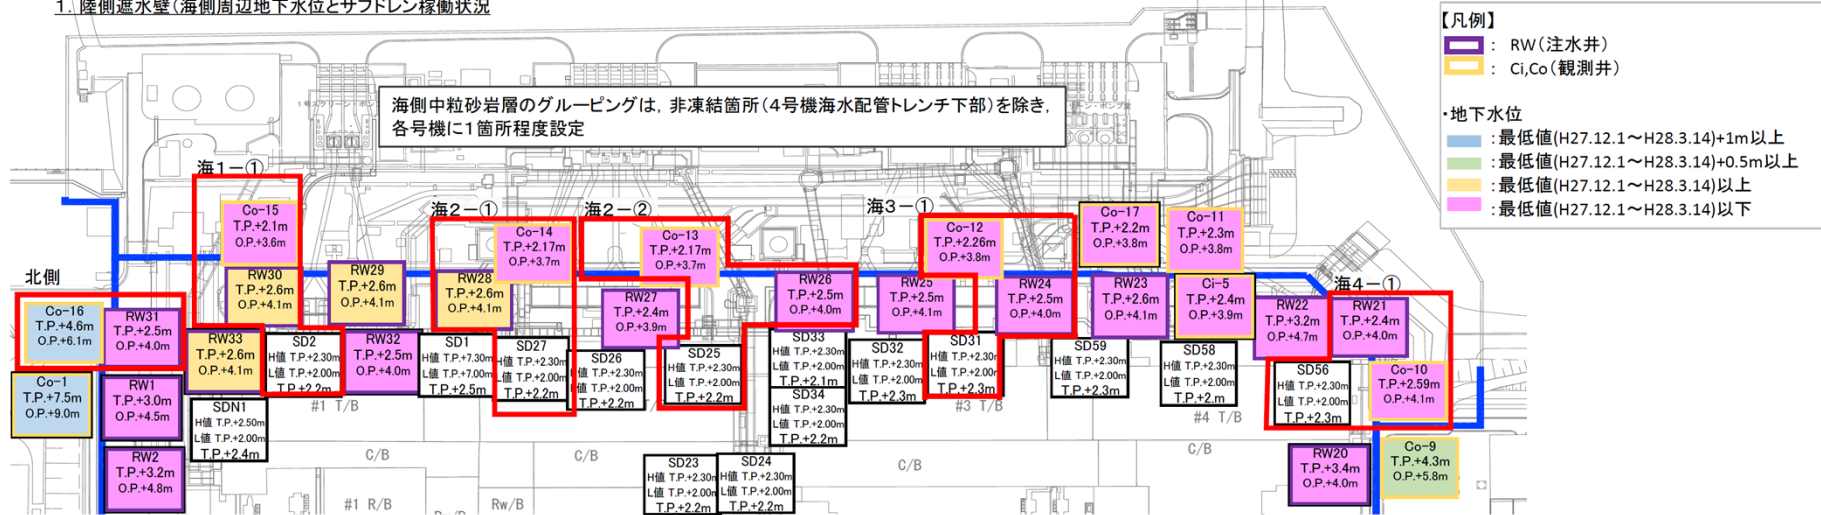 １．陸側遮水壁（海側周辺地下水位とサブドレン稼働状況
【凡例】
： RW（注水井）
： Ci,Co（観測井）
・地下水位
：最低値(H27.12.1～H28.3.14)+1m以上
：最低値(H27.12.1～H28.3.14)+0.5m以上
：最低値(H27.12.1～H28.3.14)以上
：最低値(H27.12.1～H28.3.14)以下
海側中粒砂岩層のグルーピングは，非凍結箇所（４号機海水配管トレンチ下部）を除き，
各号機に１箇所程度設定
海１－①
海２－①
海２－②
海３－①
海４－①
北側
Co-15
T.P.+2.1m
O.P.+3.6m
Co-14
T.P.+2.17m
O.P.+3.7m
Co-13
T.P.+2.17m
O.P.+3.7m
Co-12
T.P.+2.26m
O.P.+3.8m
Co-17
T.P.+2.2m
O.P.+3.8m
Co-11
T.P.+2.3m
O.P.+3.8m
RW30
T.P.+2.6m
O.P.+4.1m
RW29
T.P.+2.6m
O.P.+4.1m
RW28
T.P.+2.6m
O.P.+4.1m
RW27
T.P.+2.4m
O.P.+3.9m
RW26
T.P.+2.5m
O.P.+4.0m
RW25
T.P.+2.5m
O.P.+4.1m
RW24
T.P.+2.5m
O.P.+4.0m
RW23
T.P.+2.6m
O.P.+4.1m
Ci-5
T.P.+2.4m
O.P.+3.9m
RW22
T.P.+3.2m
O.P.+4.7m
RW21
T.P.+2.4m
O.P.+4.0m
Co-16
T.P.+4.6m
O.P.+6.1m
RW31
T.P.+2.5m
O.P.+4.0m
RW33
T.P.+2.6m
O.P.+4.1m
SD2
H値 T.P.+2.30m
L値 T.P.+2.00m
T.P.+2.2m
RW32
T.P.+2.5m
O.P.+4.0m
SD1
H値 T.P.+7.30m
L値 T.P.+7.00m
T.P.+2.5m
SD27
H値 T.P.+2.30m
L値 T.P.+2.00m
T.P.+2.2m
SD26
H値 T.P.+2.30m
L値 T.P.+2.00m
T.P.+2.2m
SD25
H値 T.P.+2.30m
L値 T.P.+2.00m
T.P.+2.2m
SD33
H値 T.P.+2.30m
L値 T.P.+2.00m
T.P.+2.1m
SD32
H値 T.P.+2.30m
L値 T.P.+2.00m
T.P.+2.3m
SD31
H値 T.P.+2.30m
L値 T.P.+2.00m
T.P.+2.3m
SD59
H値 T.P.+2.30m
L値 T.P.+2.00m
T.P.+2.3m
SD58
H値 T.P.+2.30m
L値 T.P.+2.00m
T.P.+2.m
SD56
H値 T.P.+2.30m
L値 T.P.+2.00m
T.P.+2.3m
Co-10
T.P.+2.59m
O.P.+4.1m
Co-1
T.P.+7.5m
O.P.+9.0m
RW1
T.P.+3.0m
O.P.+4.5m
SDN1
H値 T.P.+2.50m
L値 T.P.+2.00m
T.P.+2.4m
SD34
H値 T.P.+2.30m
L値 T.P.+2.00m
T.P.+2.2m
#1 T/B
#3 T/B
#4 T/B
RW2
T.P.+3.2m
O.P.+4.8m
C/B
C/B
C/B
C/B
SD23
H値 T.P.+2.30m
L値 T.P.+2.00m
T.P.+2.2m
SD24
H値 T.P.+2.30m
L値 T.P.+2.00m
T.P.+2.2m
RW20
T.P.+3.4m
O.P.+4.0m
Co-9
T.P.+4.3m
O.P.+5.8m
#1 R/B
Rw/B